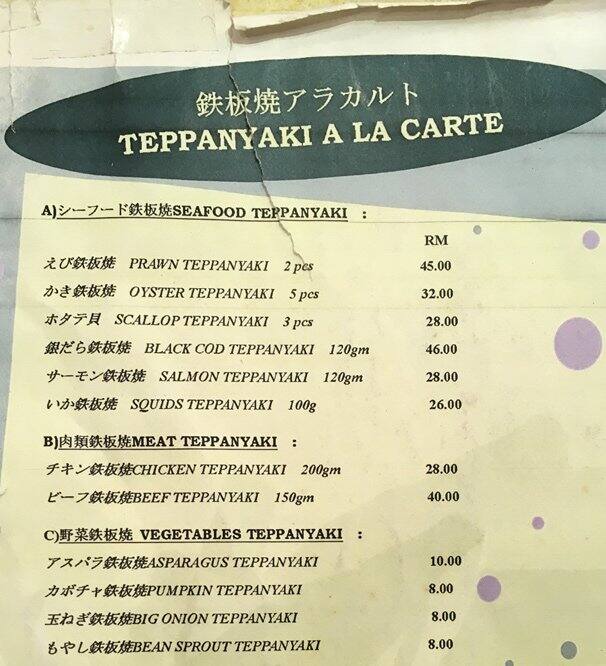 鉄板焼アラカルト
TEPPANYAKI A LA CARTE
A)シーフード鉄板焼SEAFOOD TEPPANYAKI :
RM
えび鉄板焼 PRAWN TEPPANYAKI 2 pcs 45.00
かき鉄板焼 OYSTER TEPPANYAKI 5 pcs 32.00
ホタテ貝 SCALLOP TEPPANYAKI 3 pcs 28.00
銀だら鉄板焼 BLACK COD TEPPANYAKI 120gm 46.00
サーモン鉄板焼 SALMON TEPPANYAKI 120gm 28.00
いか鉄板焼 SQUIDS TEPPANYAKI 100g 26.00
B)肉類鉄板焼MEAT TEPPANYAKI :
チキン鉄板焼CHICKEN TEPPANYAKI 200gm 28.00
ビーフ鉄板焼BEEF TEPPANYAKI 150gm 40.00
C)野菜鉄板焼 VEGETABLES TEPPANYAKI :
アスパラ鉄板焼ASPARAGUS TEPPANYAKI 10.00
カボチャ鉄板焼PUMPKIN TEPPANYAKI 8.00
玉ねぎ鉄板焼BIG ONION TEPPANYAKI 8.00
もやし鉄板焼BEAN SPROUT TEPPANYAKI 8.00